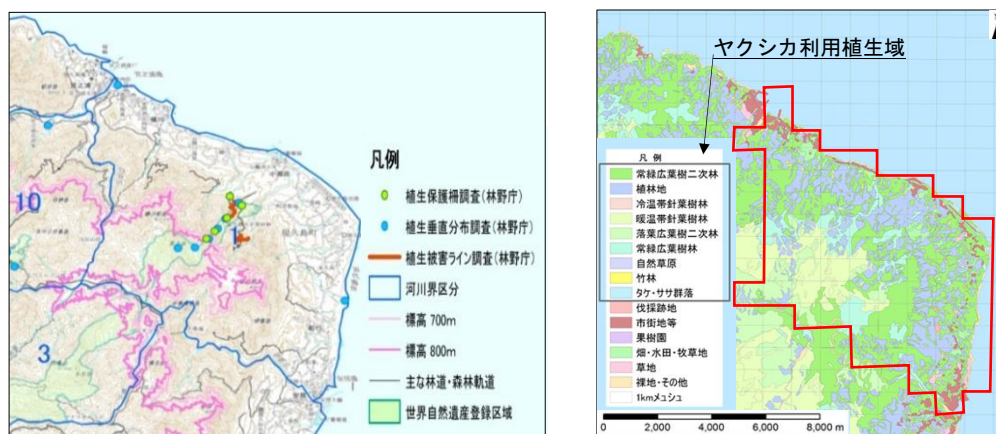 10
1
3
凡例
植生保護柵調査(林野庁)
植生垂直分布調査(林野庁)
植生被害ライン調査(林野庁)
河川界区分
標高 700m
標高 800m
主な林道・森林軌道
世界自然遺産登録区域
ヤクシカ利用植生域
凡 例
常緑広葉樹二次林
植林地
冷温帯針葉樹林
暖温帯針葉樹林
落葉広葉樹二次林
常緑広葉樹林
自然草原
竹林
タケ・ササ群落
伐採跡地
市街地等
果樹園
畑・水田・牧草地
草地
裸地・その他
1kmメュシュ
0 2,000 4,000 6,000 8,000 m